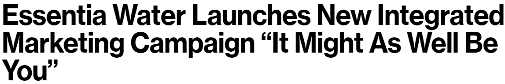 Essentia Water Launches New Integrated
Marketing Campaign “It Might As Well Be
You”